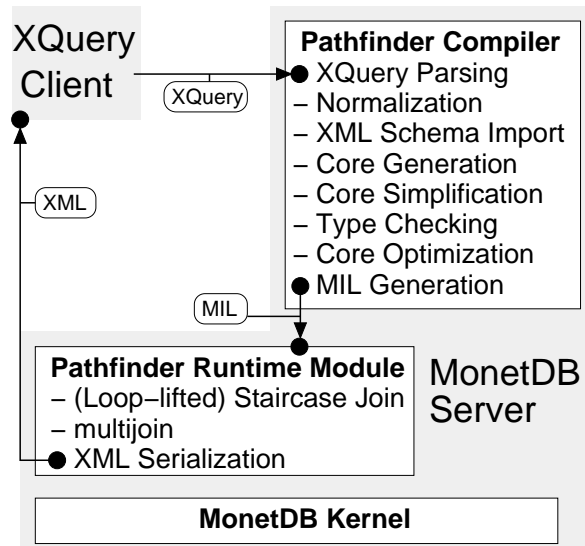 XQuery
Client
XQuery
Pathfinder Compiler
XQuery Parsing
– Normalization
– XML Schema Import
– Core Generation
– Core Simplification
– Type Checking
– Core Optimization
MIL Generation
XML
MIL
Pathfinder Runtime Module
– (Loop–lifted) Staircase Join
– multijoin
XML Serialization
MonetDB
Server
MonetDB Kernel